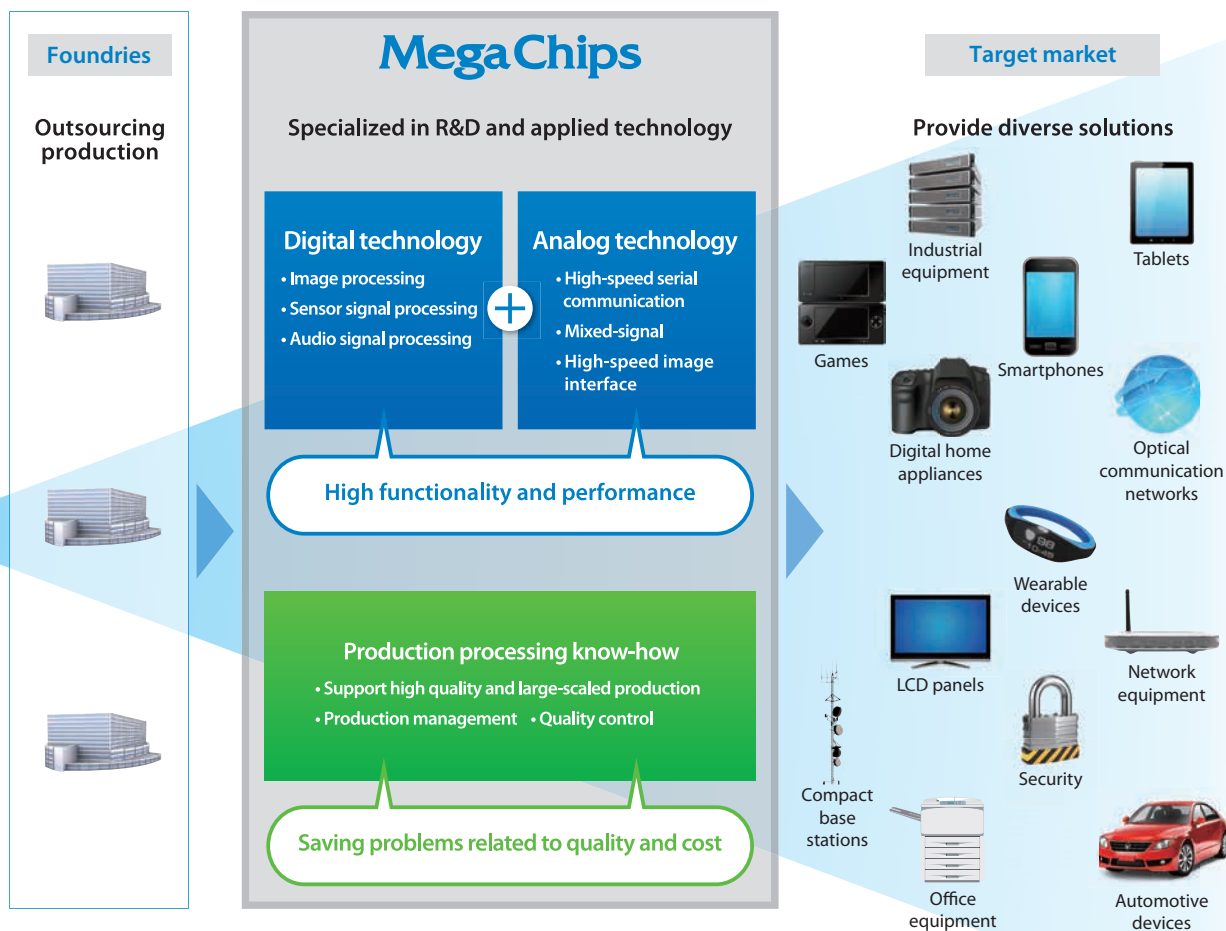 Foundries
Outsourcing
production
MegaChips
Specialized in R&D and applied technology
Digital technology
• Image processing
• Sensor signal processing
• Audio signal processing
Analog technology
• High-speed serial
communication
• Mixed-signal
• High-speed image
interface
High functionality and performance
Production processing know-how
• Support high quality and large-scaled production
• Production management • Quality control
Saving problems related to quality and cost
Target market
Provide diverse solutions
Industrial
equipment
Tablets
Games
Smartphones
Digital home
appliances
Optical
communication
networks
Wearable
devices
LCD panels
Network
equipment
Security
Compact
base
stations
Office
equipment
Automotive
devices